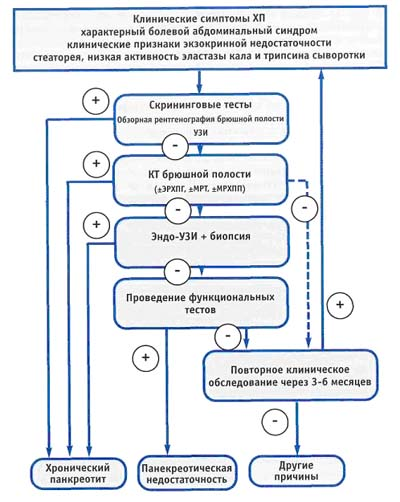 Клинические симптомы ХП
характерный болевой абдоминальный синдром
клинические признаки экзокринной недостаточности
стеаторея, низкая активность эластазы кала и трипсина сыворотки
+
Скрининговые тесты
Обзорная рентгенография брюшной полости
УЗИ
-
+
КТ брюшной полости
(±ЭРХПГ, ±МРТ, ±МРХПП)
-
-
+
Эндо-УЗИ + биопсия
-
Проведение функциональных
тестов
+
-
+
Повторное клиническое
обследование через 3-6 месяцев
-
Хронический
панкреотит
Панекреотическая
недостаточность
Другие
причины